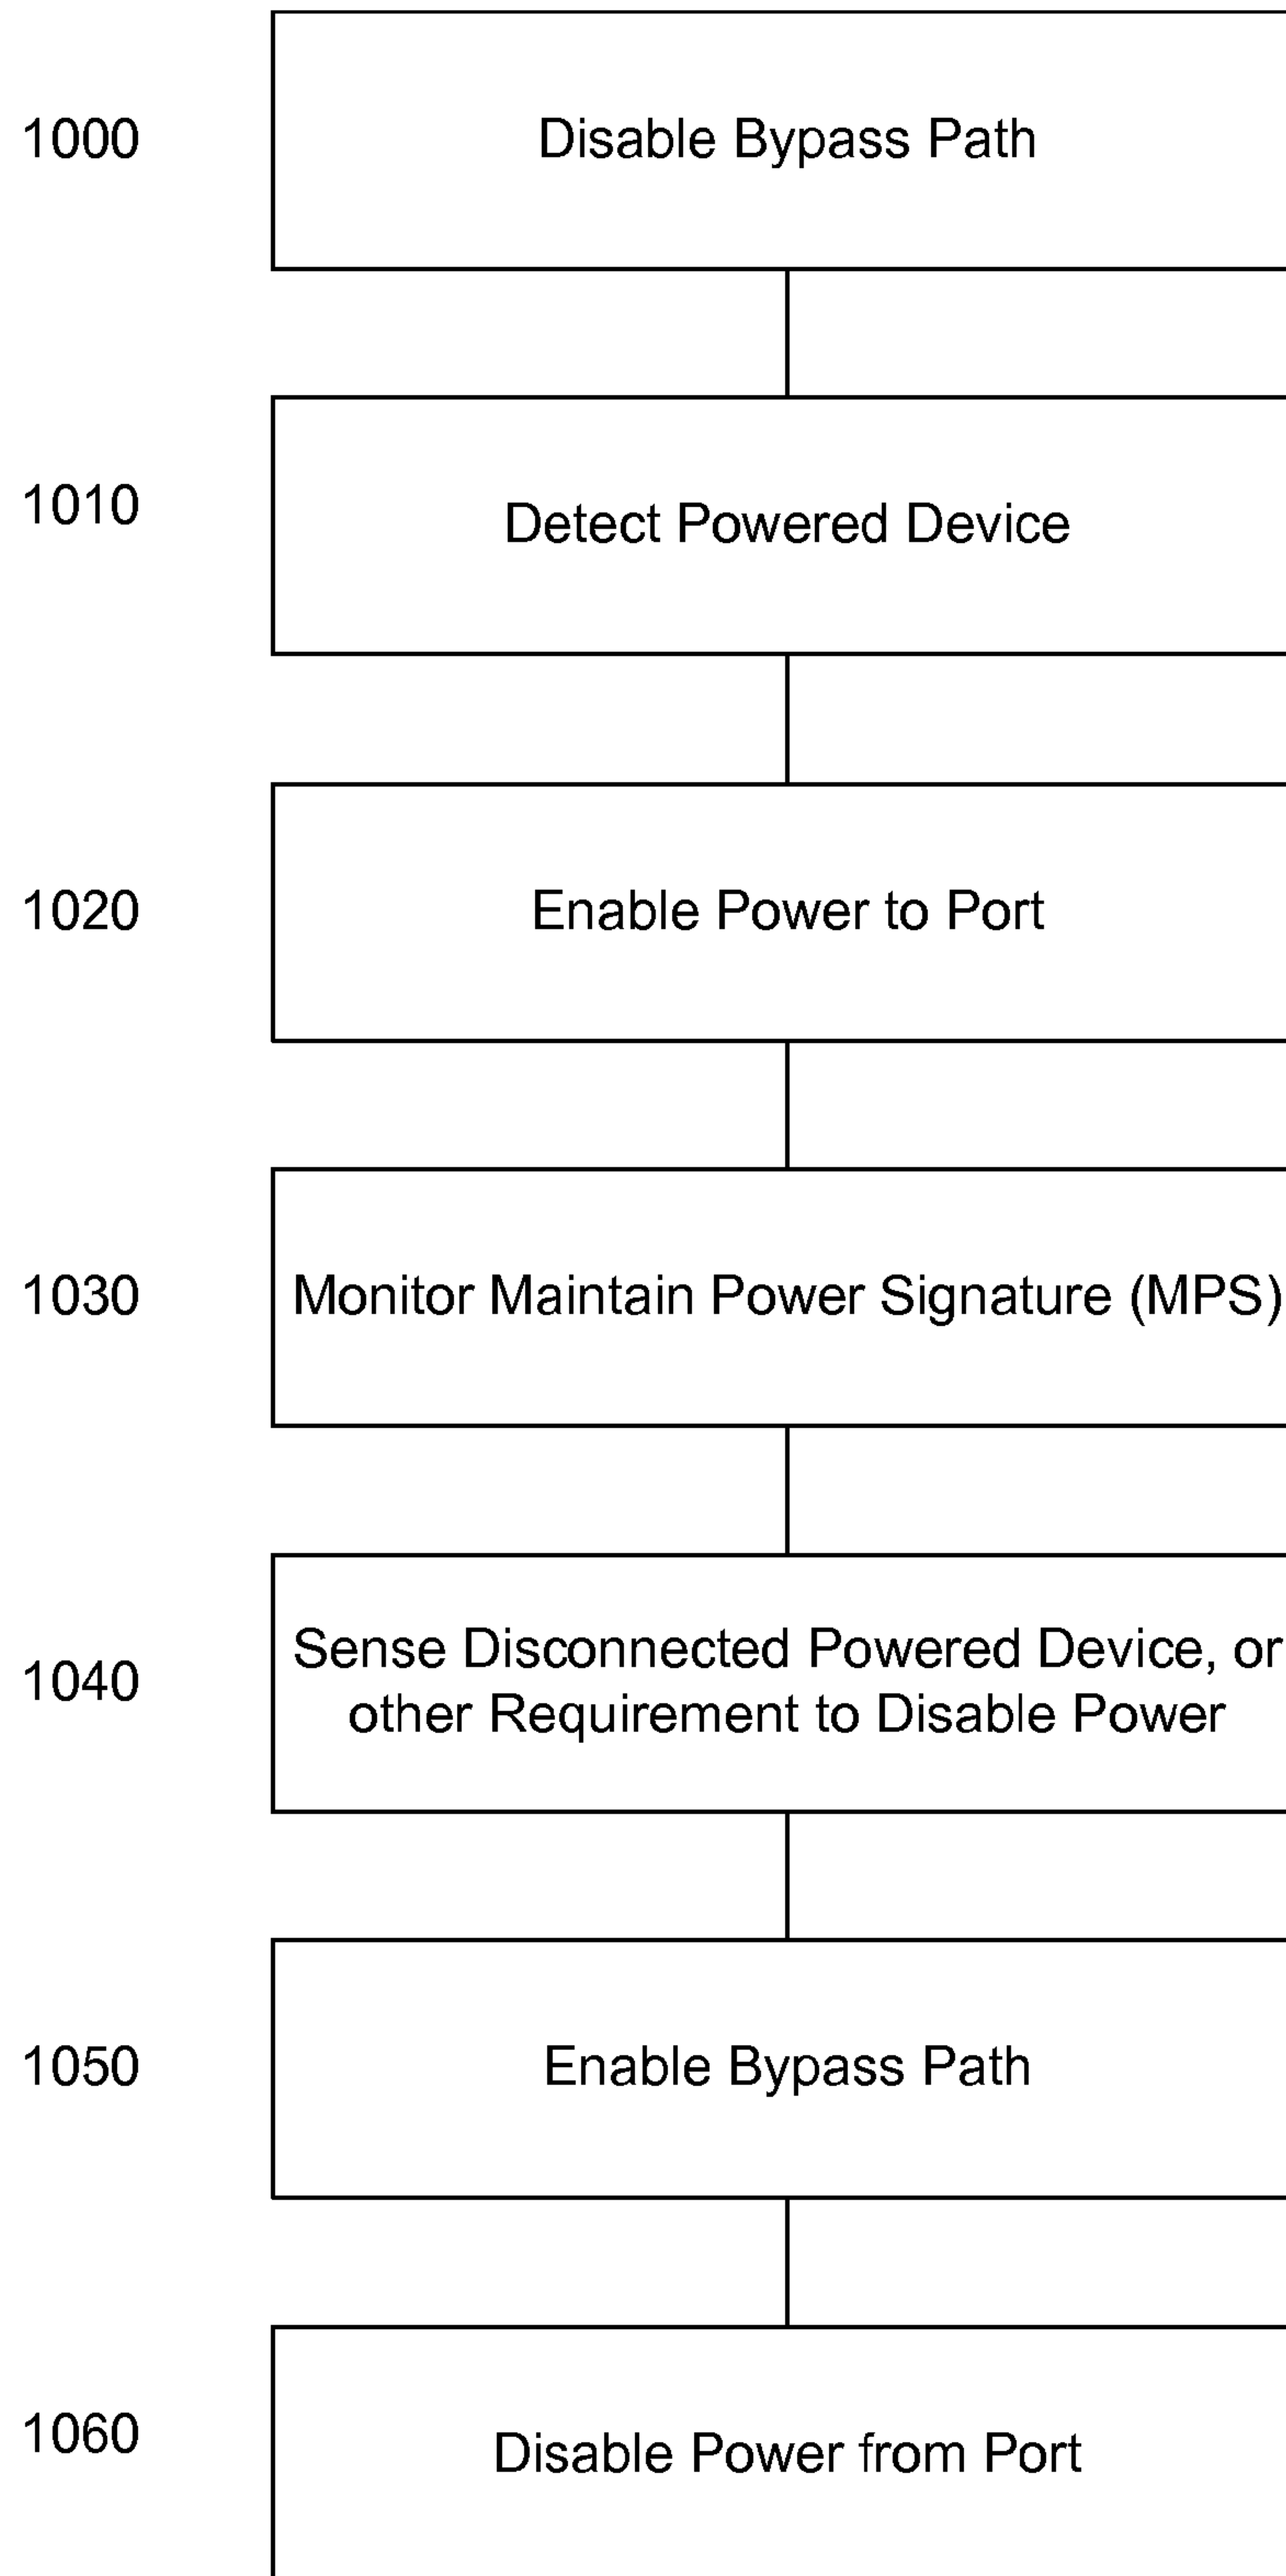 1000
Disable Bypass Path
1010
Detect Powered Device
1020
Enable Power to Port
1030
Monitor Maintain Power Signature (MPS)
1040
Sense Disconnected Powered Device, or
other Requirement to Disable Power
1050
Enable Bypass Path
1060
Disable Power from Port